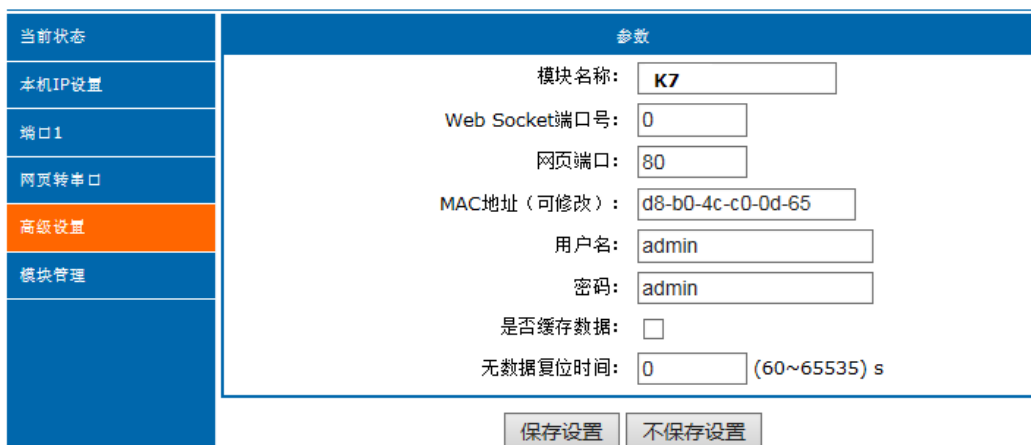 当前状态
本机IP设置
端口1
网页转串口
高级设置
模块管理
参数
模块名称: K7
Web Socket端口号: 0
网页端口: 80
MAC地址（可修改）: d8-b0-4c-c0-0d-65
用户名: admin
密码: admin
是否缓存数据:
无数据复位时间: 0 (60~65535) s
保存设置 不保存设置